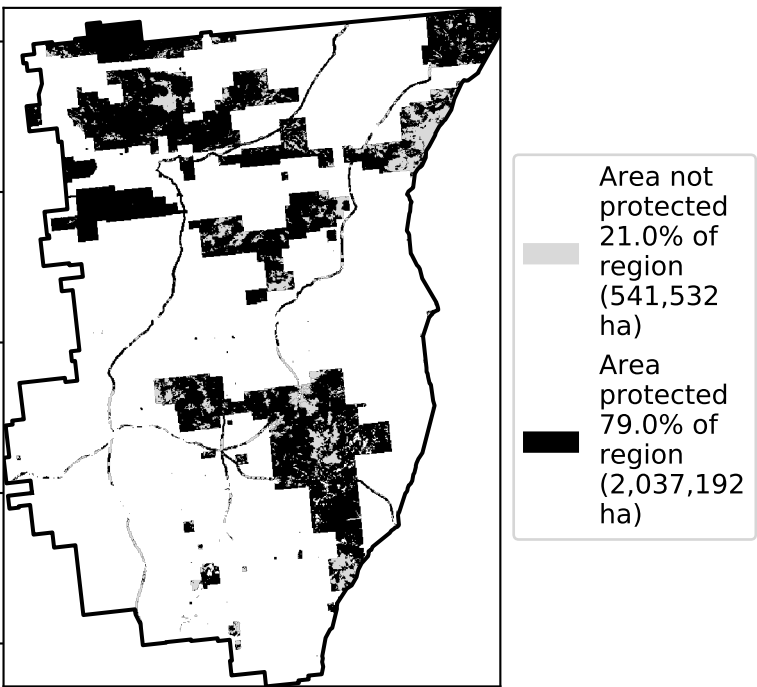 Area not
protected
21.0% of
region
(541,532
ha)
Area
protected
79.0% of
region
(2,037,192
ha)